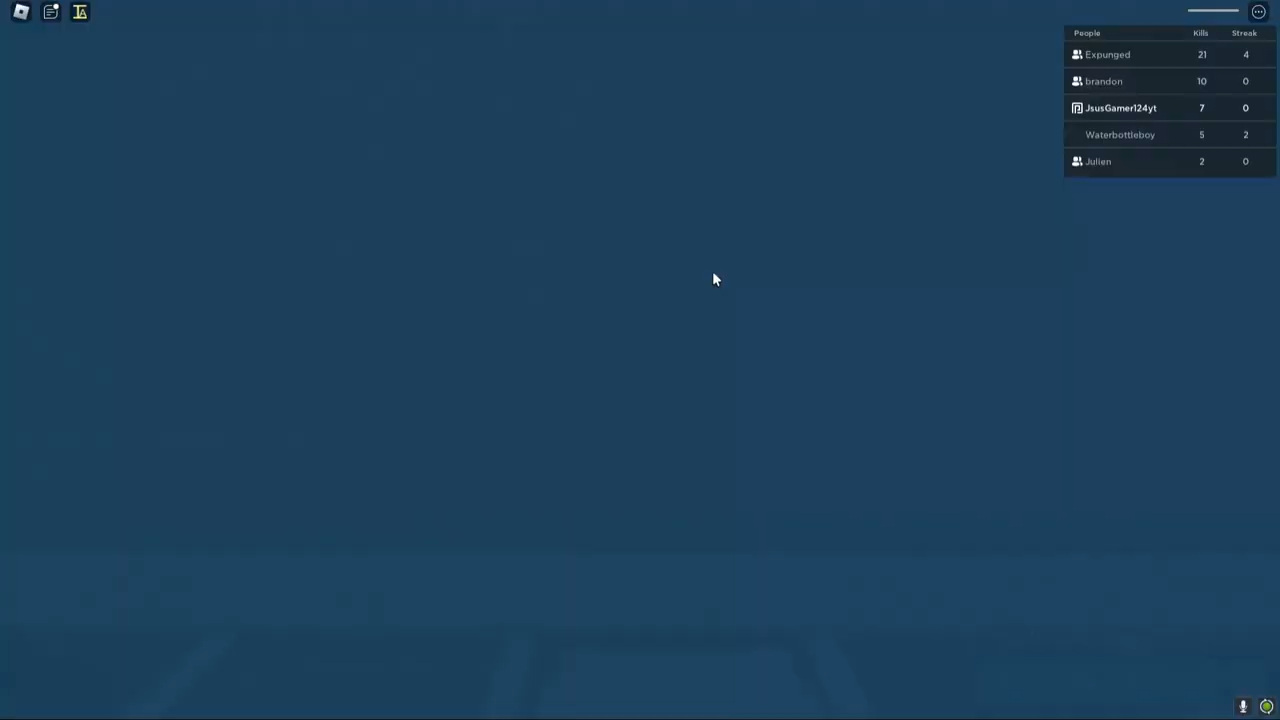 People Kills Streak
Expunged 21 4
brandon 10 0
JsusGamer124yt 7 0
Waterbottleboy 5 2
Julien 2 0